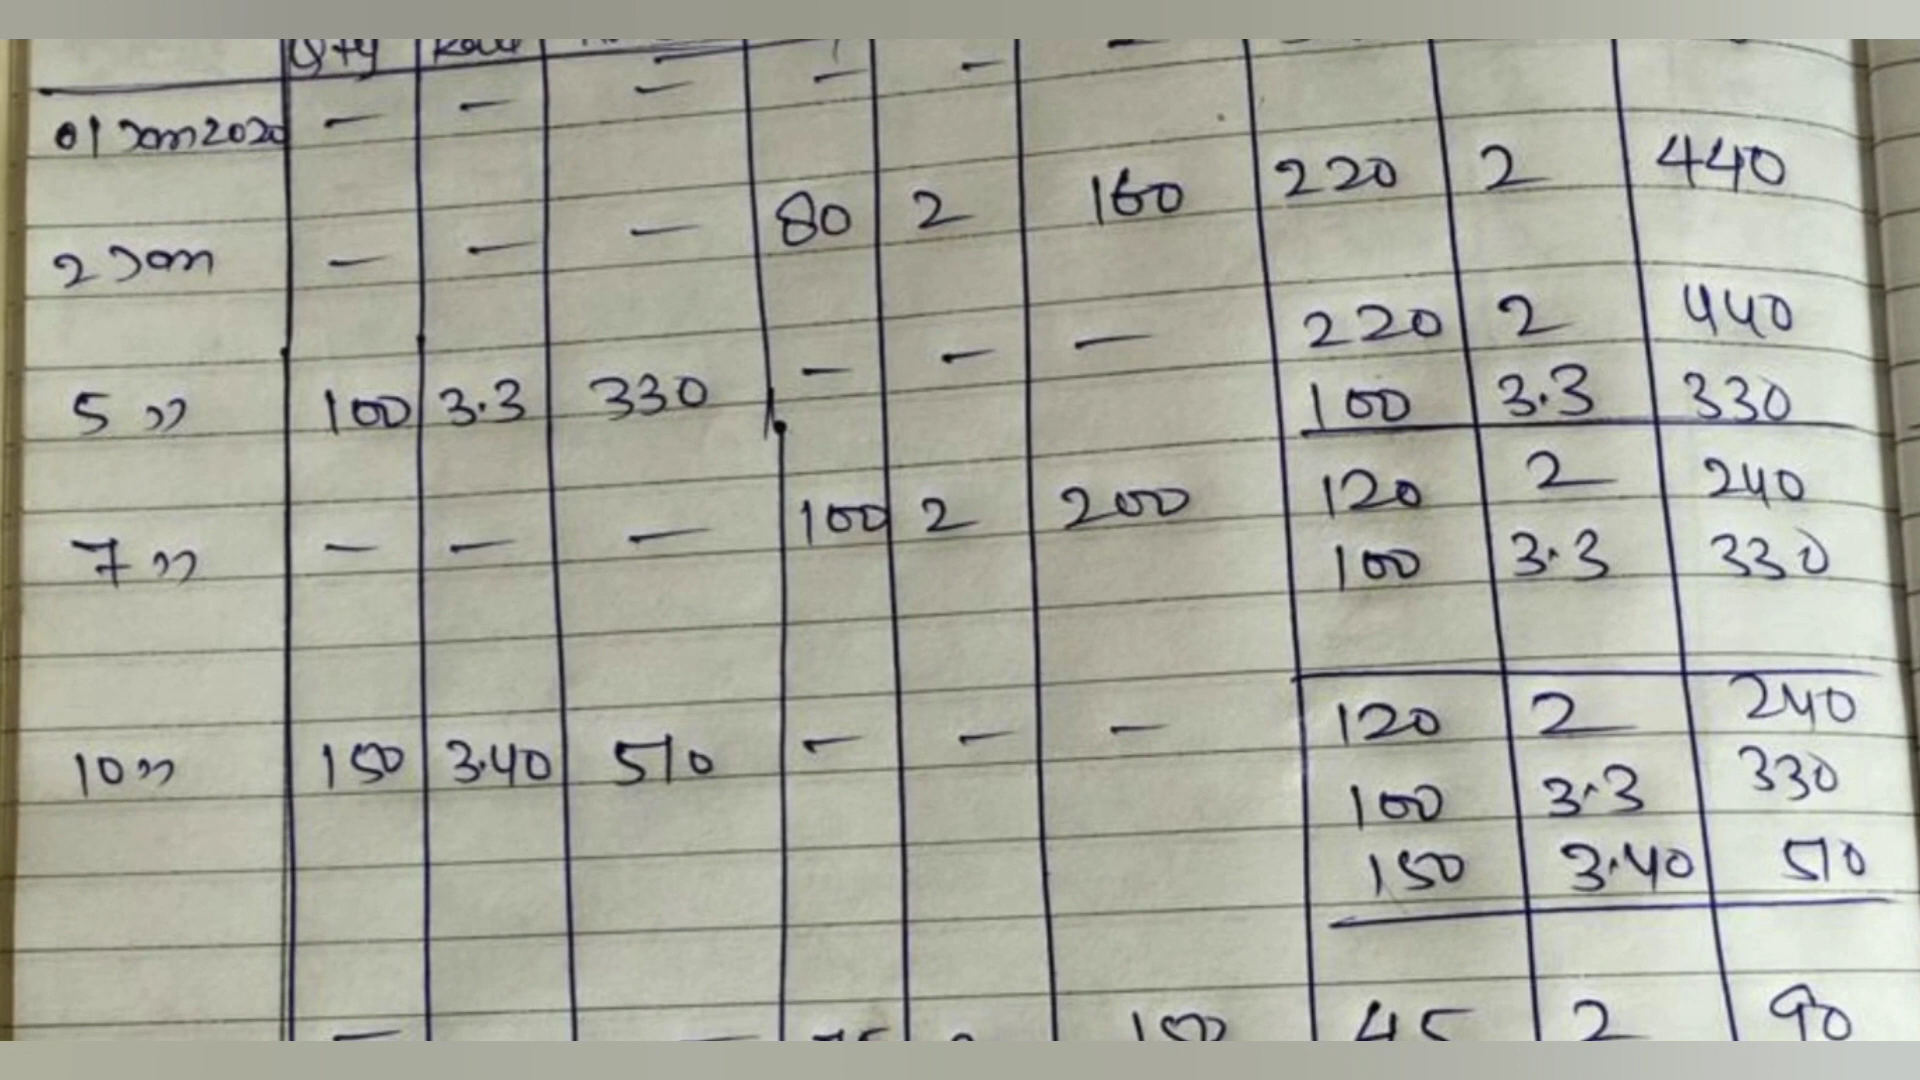 Qty Rate
01 Jan 2020 — — — — — —
220 2 440
2 Jan — — — 80 2 160
220 2 440
5 " 100 3.3 330 — — —
100 3.3 330
120 2 240
7 " — — — 100 2 200
100 3.3 330
120 2 240
10 " 150 3.40 510 — — —
100 3.3 330
150 3.40 510
— — 45 2 90